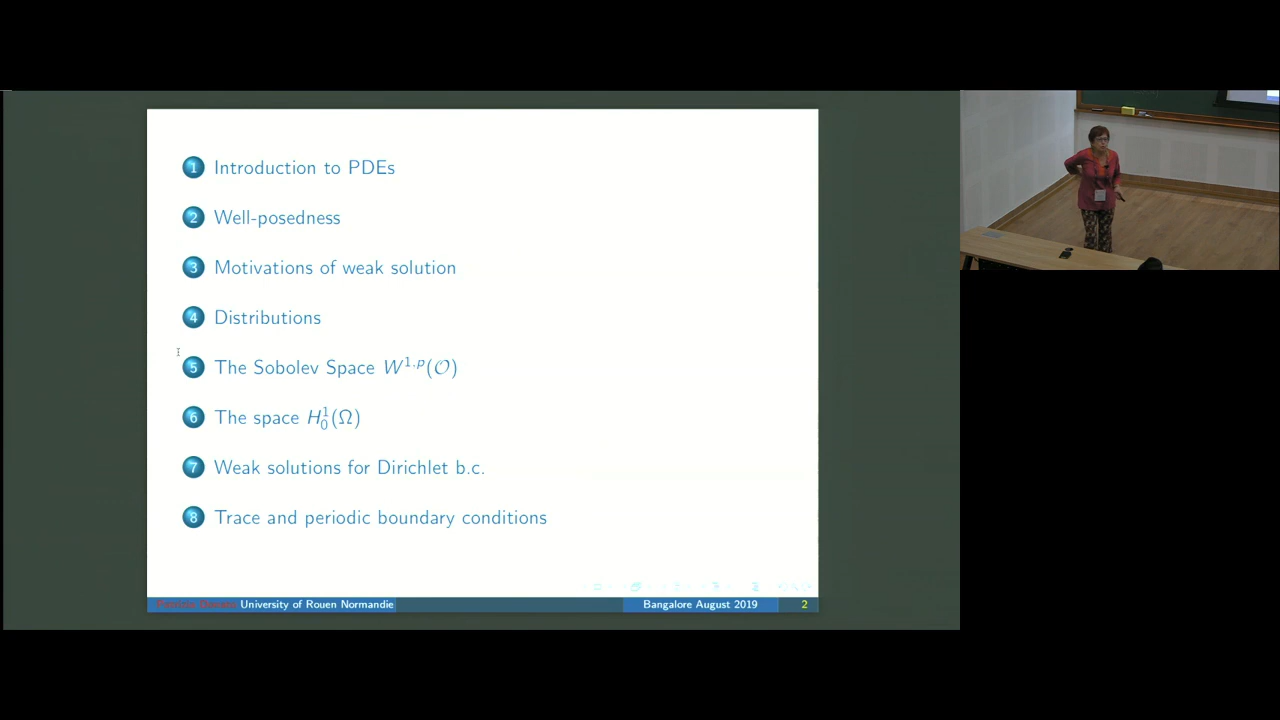 1 Introduction to PDEs
2 Well-posedness
3 Motivations of weak solution
4 Distributions
5 The Sobolev Space W^{1,p}(𝒪)
6 The space H^1_0(Ω)
7 Weak solutions for Dirichlet b.c.
8 Trace and periodic boundary conditions
University of Rouen Normandie Bangalore August 2019 2